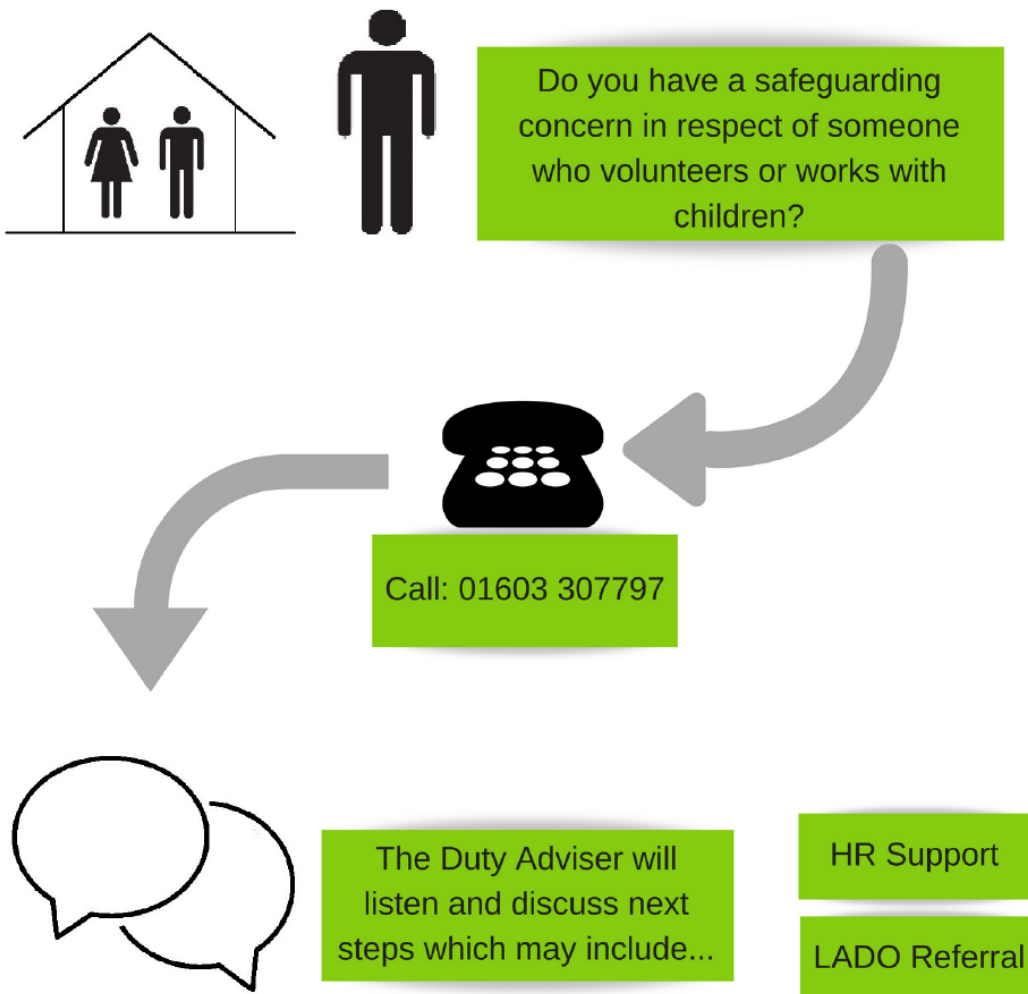 Do you have a safeguarding
concern in respect of someone
who volunteers or works with
children?
Call: 01603 307797
The Duty Adviser will
listen and discuss next
steps which may include...
HR Support
LADO Referral